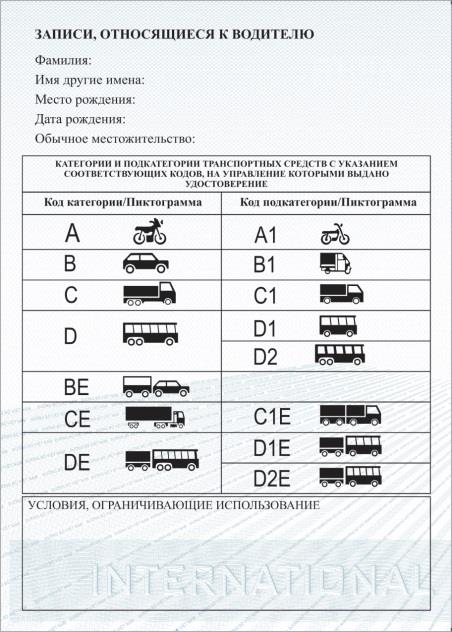 ЗАПИСИ, ОТНОСЯЩИЕСЯ К ВОДИТЕЛЮ
Фамилия:
Имя другие имена:
Место рождения:
Дата рождения:
Обычное местожительство:
КАТЕГОРИИ И ПОДКАТЕГОРИИ ТРАНСПОРТНЫХ СРЕДСТВ С УКАЗАНИЕМ
СООТВЕТСТВУЮЩИХ КОДОВ, НА УПРАВЛЕНИЕ КОТОРЫМИ ВЫДАНО
УДОСТОВЕРЕНИЕ
Код категории/Пиктограмма Код подкатегории/Пиктограмма
A A1
B B1
C C1
D D1
D2
BE
CE C1E
DE D1E
D2E
УСЛОВИЯ, ОГРАНИЧИВАЮЩИЕ ИСПОЛЬЗОВАНИЕ
INTERNATIONAL